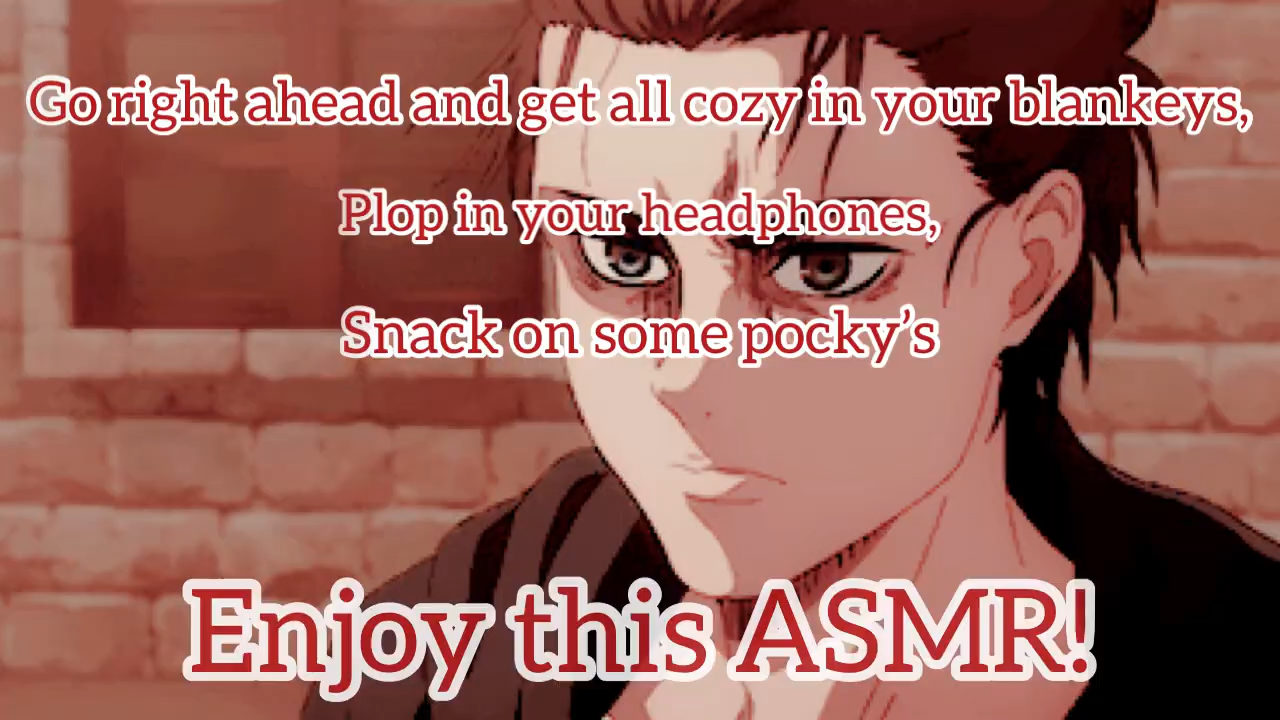 Go right ahead and get all cozy in your blankeys,
Plop in your headphones,
Snack on some pocky’s
Enjoy this ASMR!